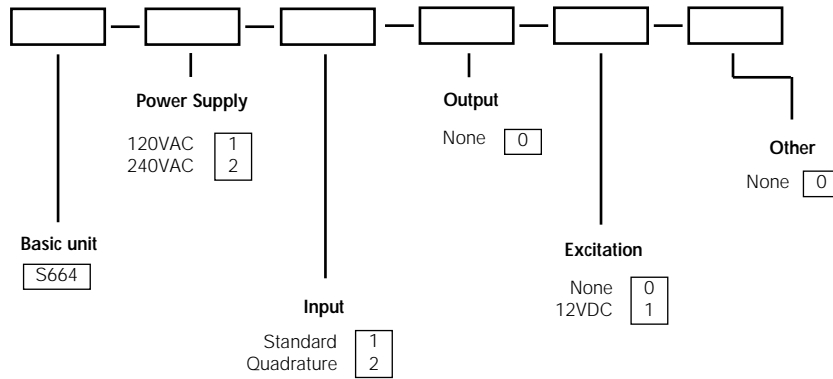 Power Supply
120VAC 1
240VAC 2
Output
None 0
Other
None 0
Basic unit
S664
Excitation
None 0
12VDC 1
Input
Standard 1
Quadrature 2